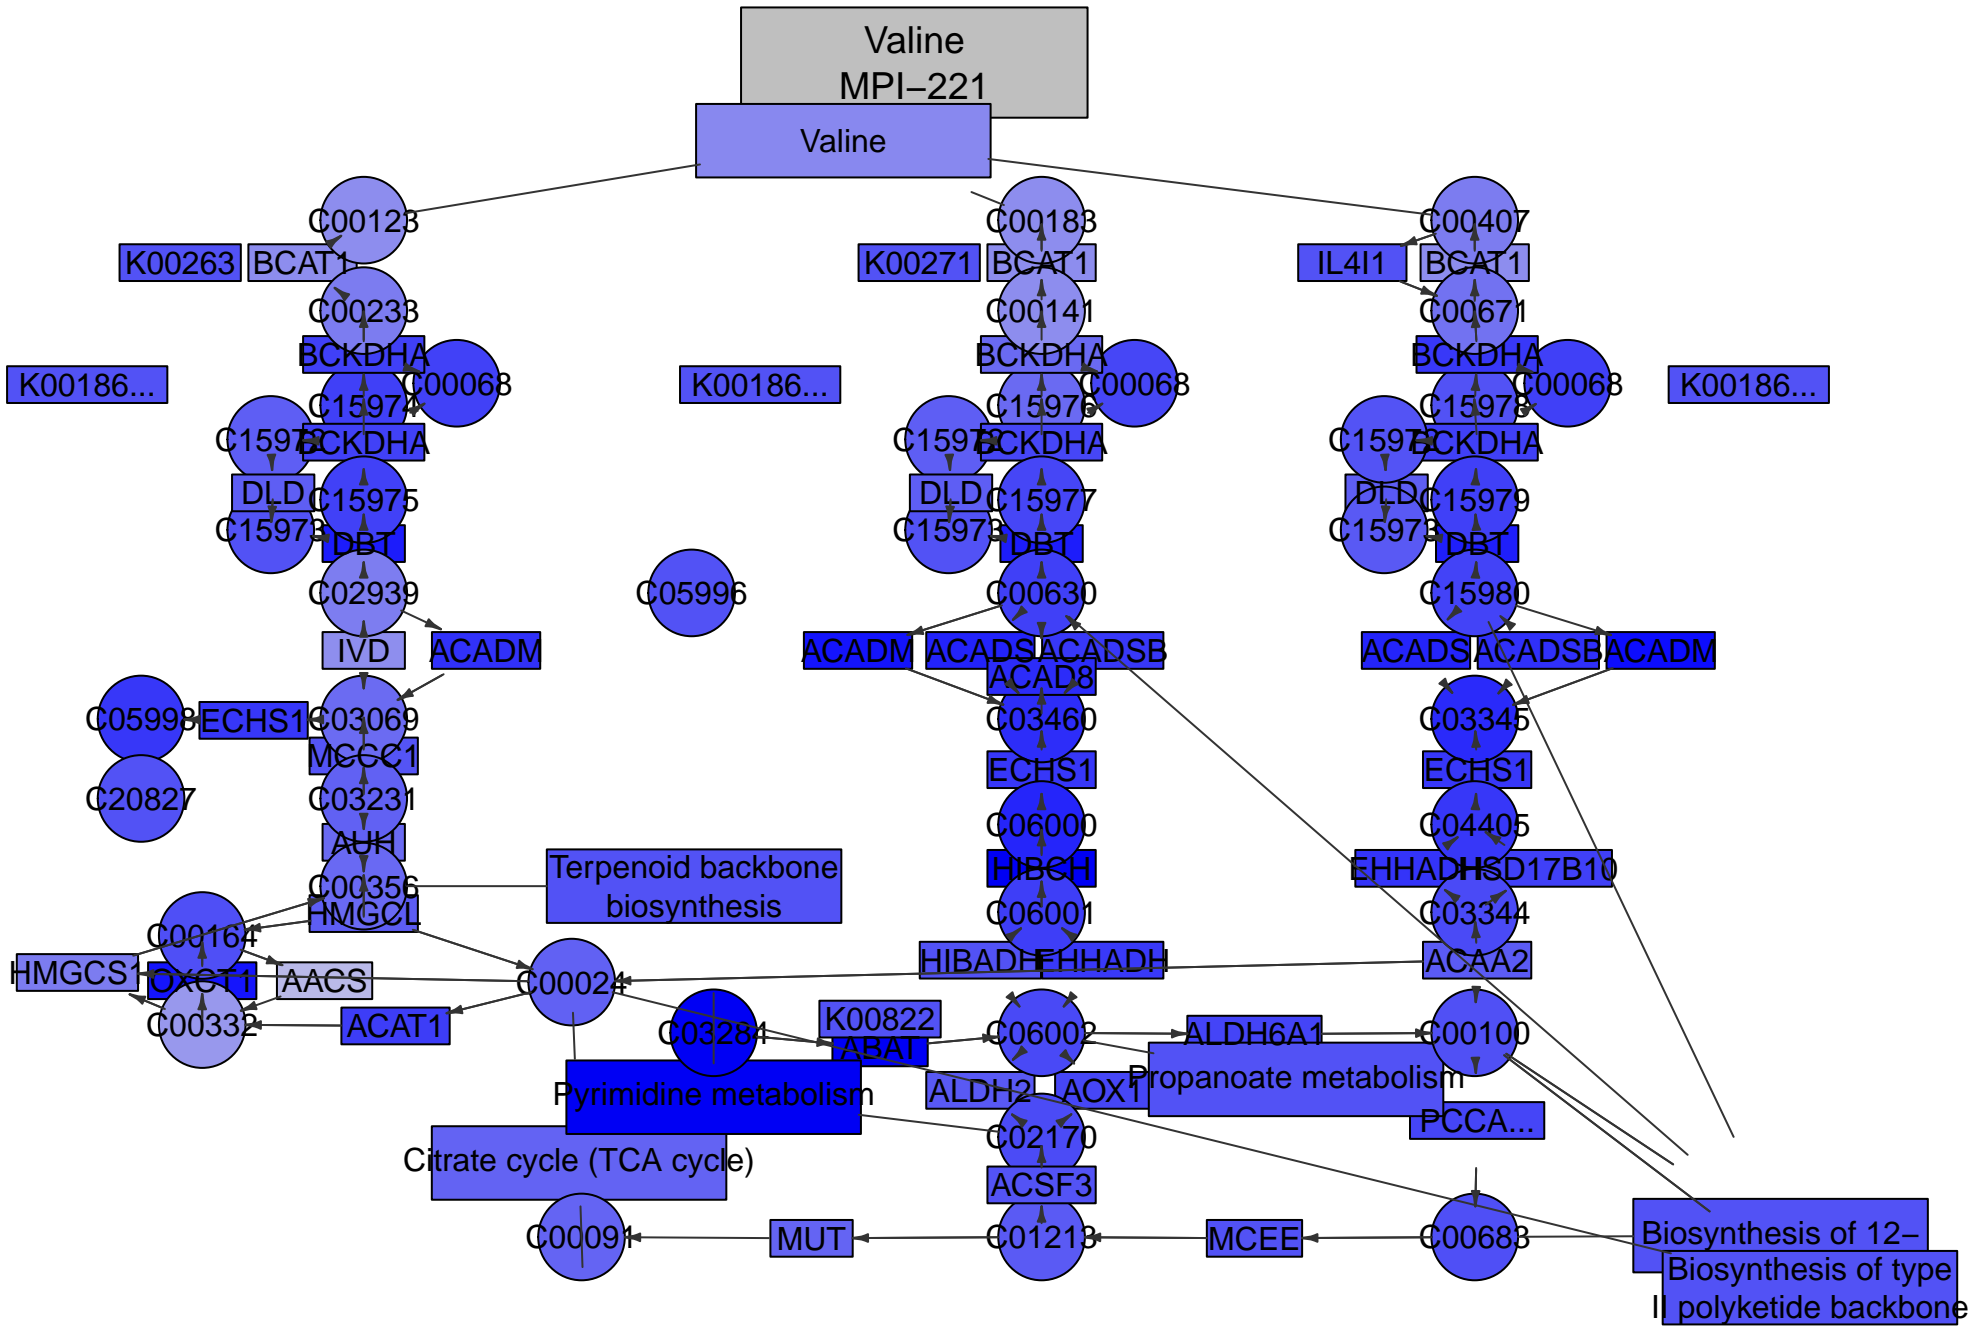 Valine
MPI–221
Valine
C00123
C00183
C00407
K00263
BCAT1
K00271
BCAT1
IL4I1
BCAT1
C00233
C00141
C00671
BCKDHA
BCKDHA
BCKDHA
K00186...
C00068
K00186...
C00068
C00068
K00186...
C15974
C15976
C15978
C15972
BCKDHA
C15972
BCKDHA
C15972
BCKDHA
DLD
C15975
DLD
C15977
DLD
C15979
C15973
DBT
C15973
DBT
C15973
DBT
C02939
C05996
C00630
C15980
IVD
ACADM
ACADM
ACADS
ACADSB
ACADS
ACADSB
ACADM
ACAD8
C05998
ECHS1
C03069
C03460
C03345
MCCC1
ECHS1
ECHS1
C20827
C03231
C06000
C04405
AUH
Terpenoid backbone
biosynthesis
HIBCH
EHHADH
HSD17B10
C00356
HMGCL
C06001
C03344
C00164
HMGCS1
OXCT1
AACS
C00024
HIBADH
EHHADH
ACAA2
C00332
ACAT1
C03284
K00822
ABAT
C06002
ALDH6A1
C00100
Pyrimidine metabolism
ALDH2
AOX1
Propanoate metabolism
PCCA...
C02170
Citrate cycle (TCA cycle)
ACSF3
C00091
MUT
C01213
MCEE
C00683
Biosynthesis of 12–
Biosynthesis of type
II polyketide backbone